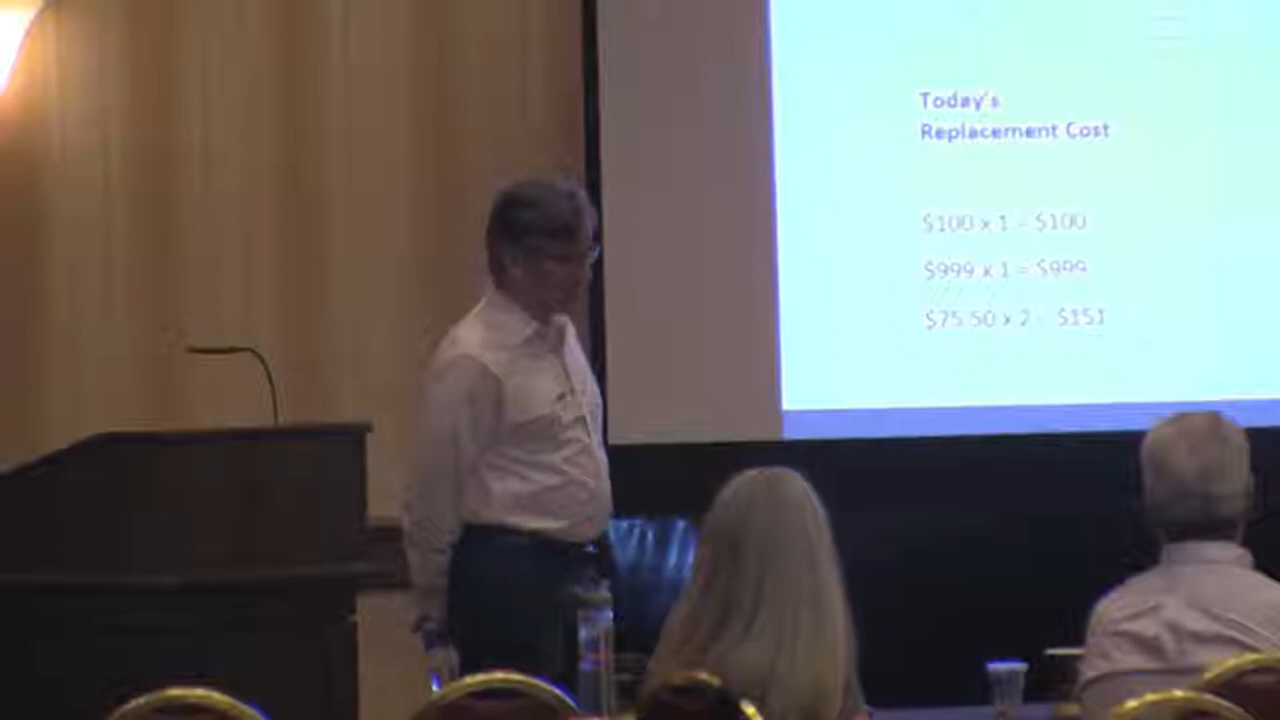 Today's
Replacement Cost
$100 x 1 = $100
$999 x 1 = $999
$75.50 x 2 = $151